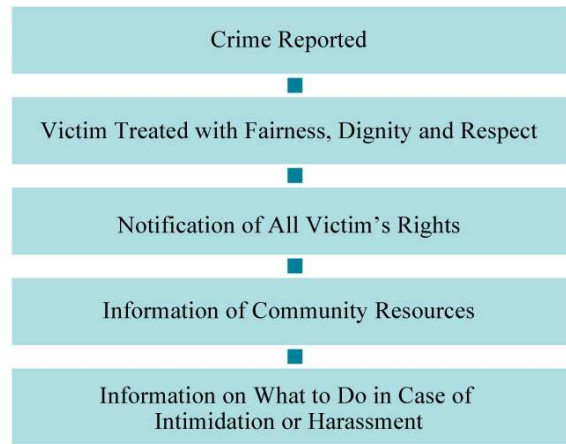 Crime Reported
Victim Treated with Fairness, Dignity and Respect
Notification of All Victim's Rights
Information of Community Resources
Information on What to Do in Case of
Intimidation or Harassment